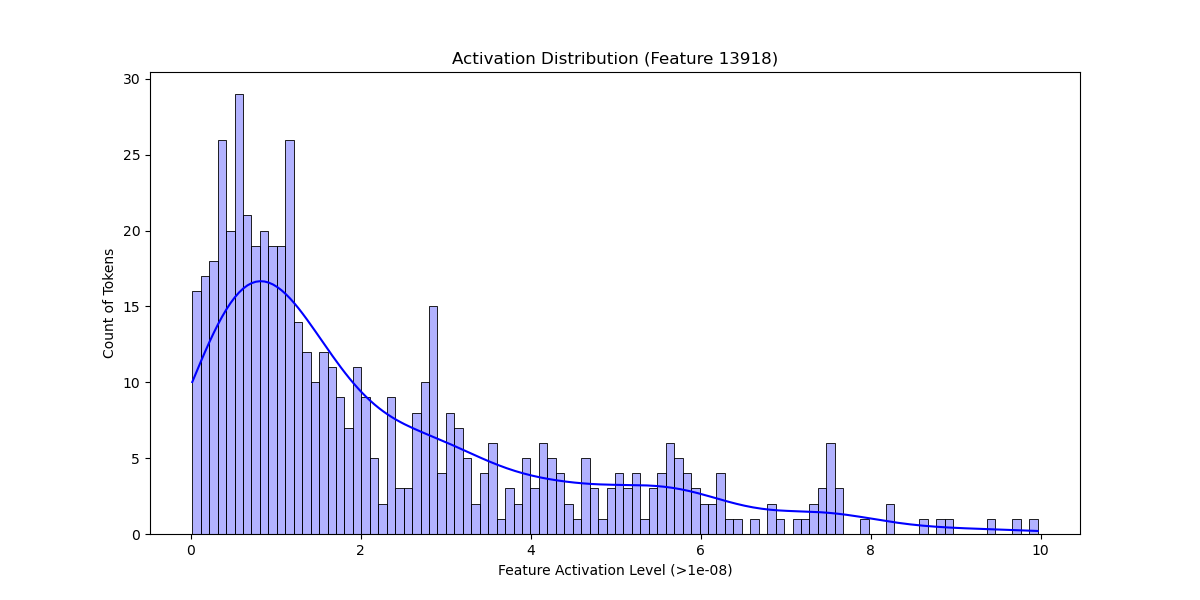 Activation Distribution (Feature 13918)
30
25
20
15
10
5
0
Count of Tokens
0 2 4 6 8 10
Feature Activation Level (>1e-08)